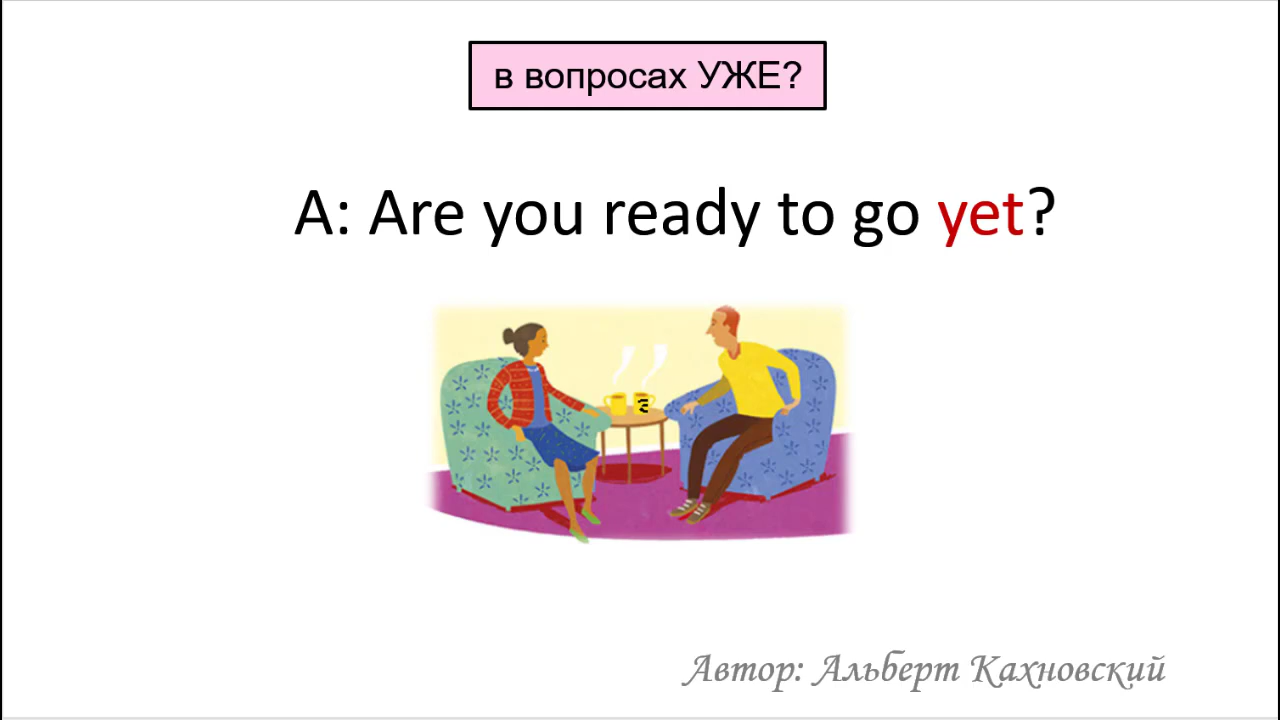 в вопросах УЖЕ?
A: Are you ready to go yet?
Автор: Альберт Кахновский